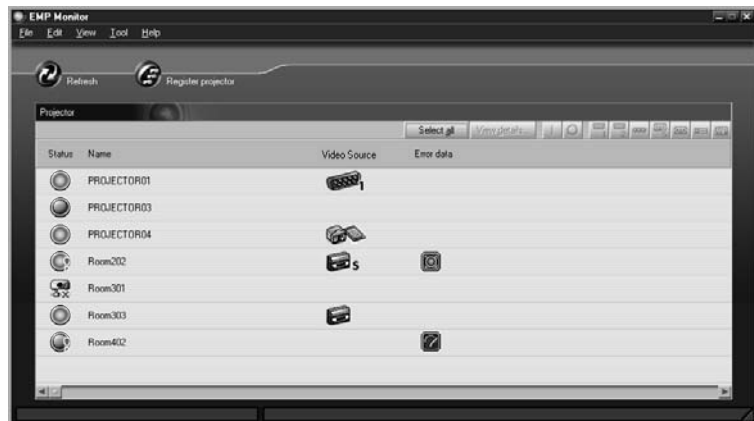 EMP Monitor
File Edit View Tool Help
Refresh Register projector
Projector
Select all View details...
Status Name Video Source Error data
PROJECTOR01 1
PROJECTOR03
PROJECTOR04
Room202 S
Room301
Room303
Room402